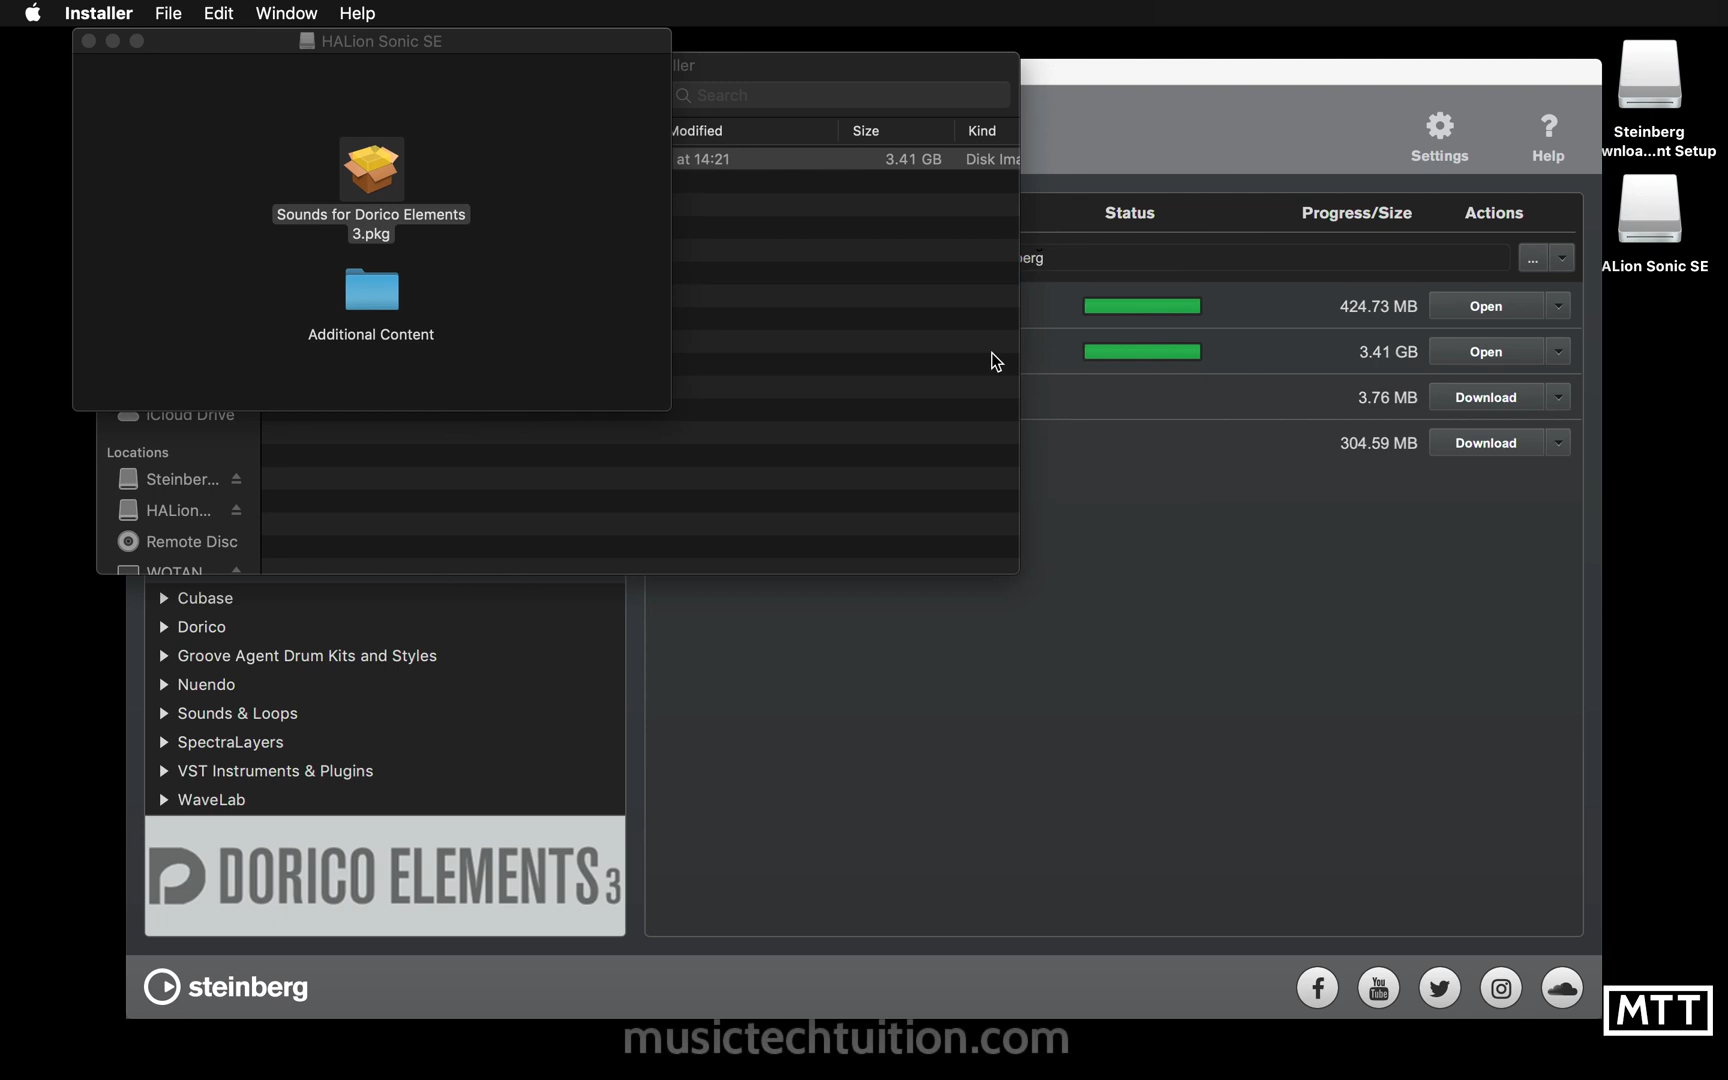 Installer File Edit Window Help
HALion Sonic SE
Sounds for Dorico Elements
3.pkg
Additional Content
ller
Search
Modified Size Kind
at 14:21 3.41 GB Disk Ima
iCloud Drive
Locations
Steinber...
HALion...
Remote Disc
WOTAN
Settings Help
Status Progress/Size Actions
erg ...
424.73 MB Open
3.41 GB Open
3.76 MB Download
304.59 MB Download
Steinberg
wnloa...nt Setup
ALion Sonic SE
Cubase
Dorico
Groove Agent Drum Kits and Styles
Nuendo
Sounds & Loops
SpectraLayers
VST Instruments & Plugins
WaveLab
DORICO ELEMENTS 3
steinberg
You
Tube
MTT
musictechtuition.com